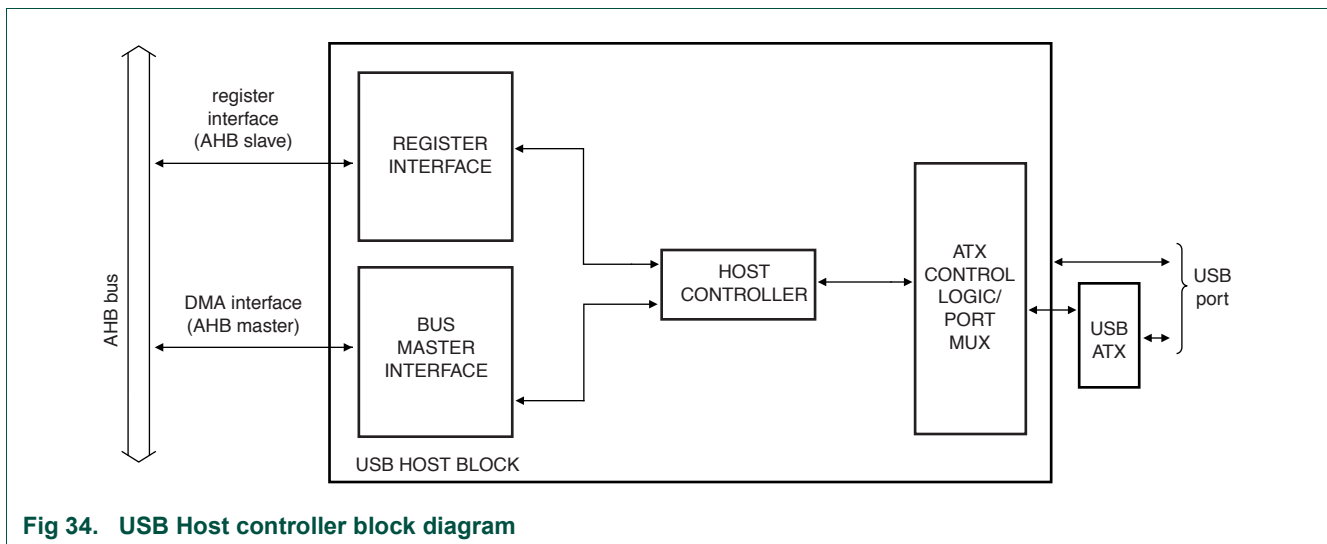 register
interface
(AHB slave)
REGISTER
INTERFACE
AHB bus
DMA interface
(AHB master)
BUS
MASTER
INTERFACE
HOST
CONTROLLER
ATX
CONTROL
LOGIC/
PORT
MUX
USB
ATX
USB
port
USB HOST BLOCK
Fig 34. USB Host controller block diagram